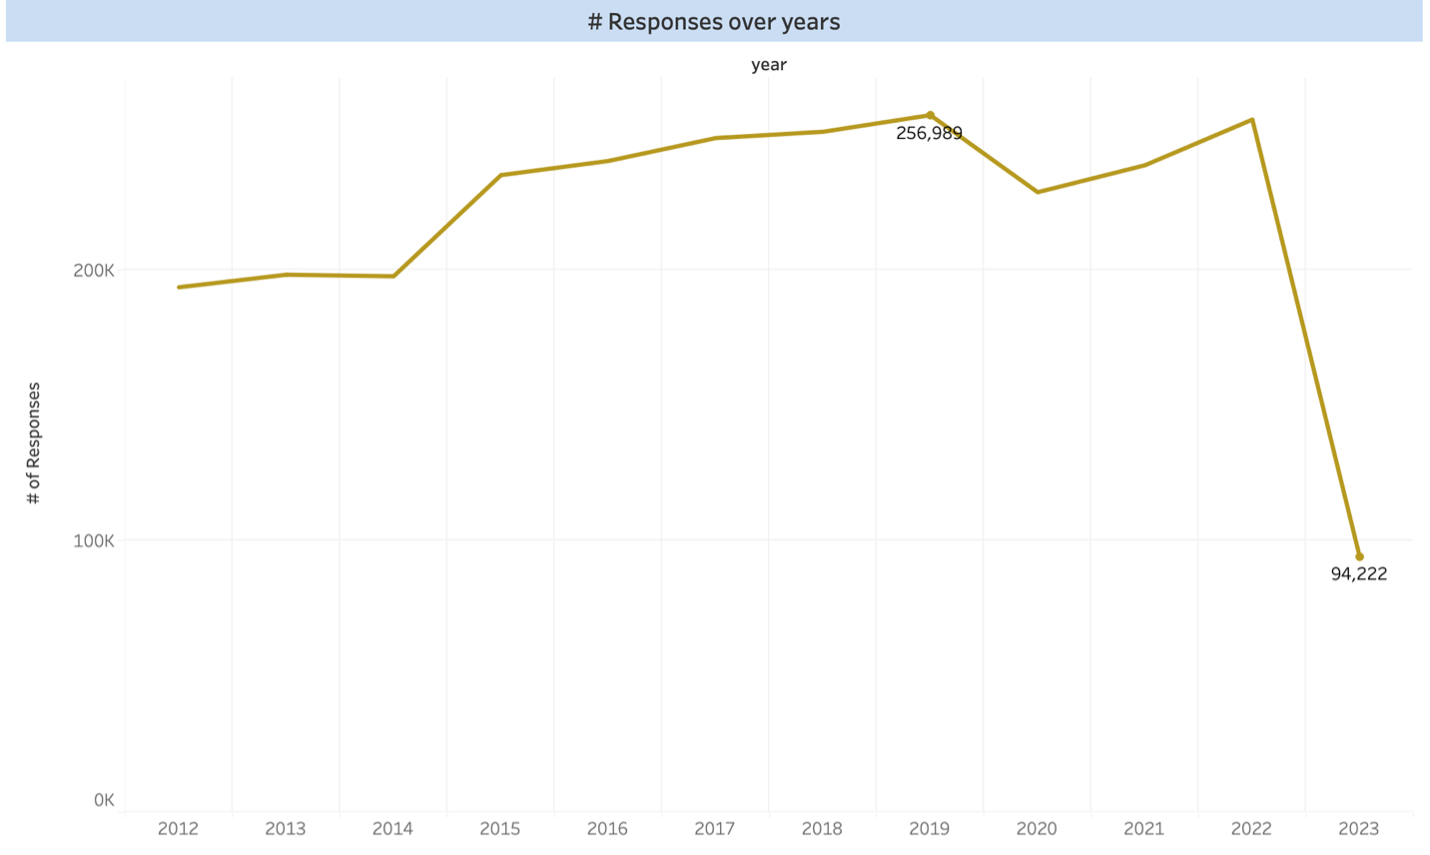 # Responses over years
year
256,989
200K
# of Responses
100K
94,222
0K
2012 2013 2014 2015 2016 2017 2018 2019 2020 2021 2022 2023